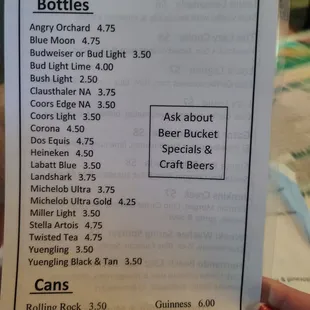 Bottles
Angry Orchard 4.75
Blue Moon 4.75
Budweiser or Bud Light 3.50
Bud Light Lime 4.00
Bush Light 2.50
Clausthaler NA 3.75
Coors Edge NA 3.50
Coors Light 3.50
Corona 4.50
Dos Equis 4.75
Heineken 4.50
Labatt Blue 3.50
Landshark 3.75
Michelob Ultra 3.75
Michelob Ultra Gold 4.25
Miller Light 3.50
Stella Artois 4.75
Twisted Tea 4.75
Yuengling 3.50
Yuengling Black & Tan 3.50
Ask about
Beer Bucket
Specials &
Craft Beers
Cans
Rolling Rock 3.50 Guinness 6.00